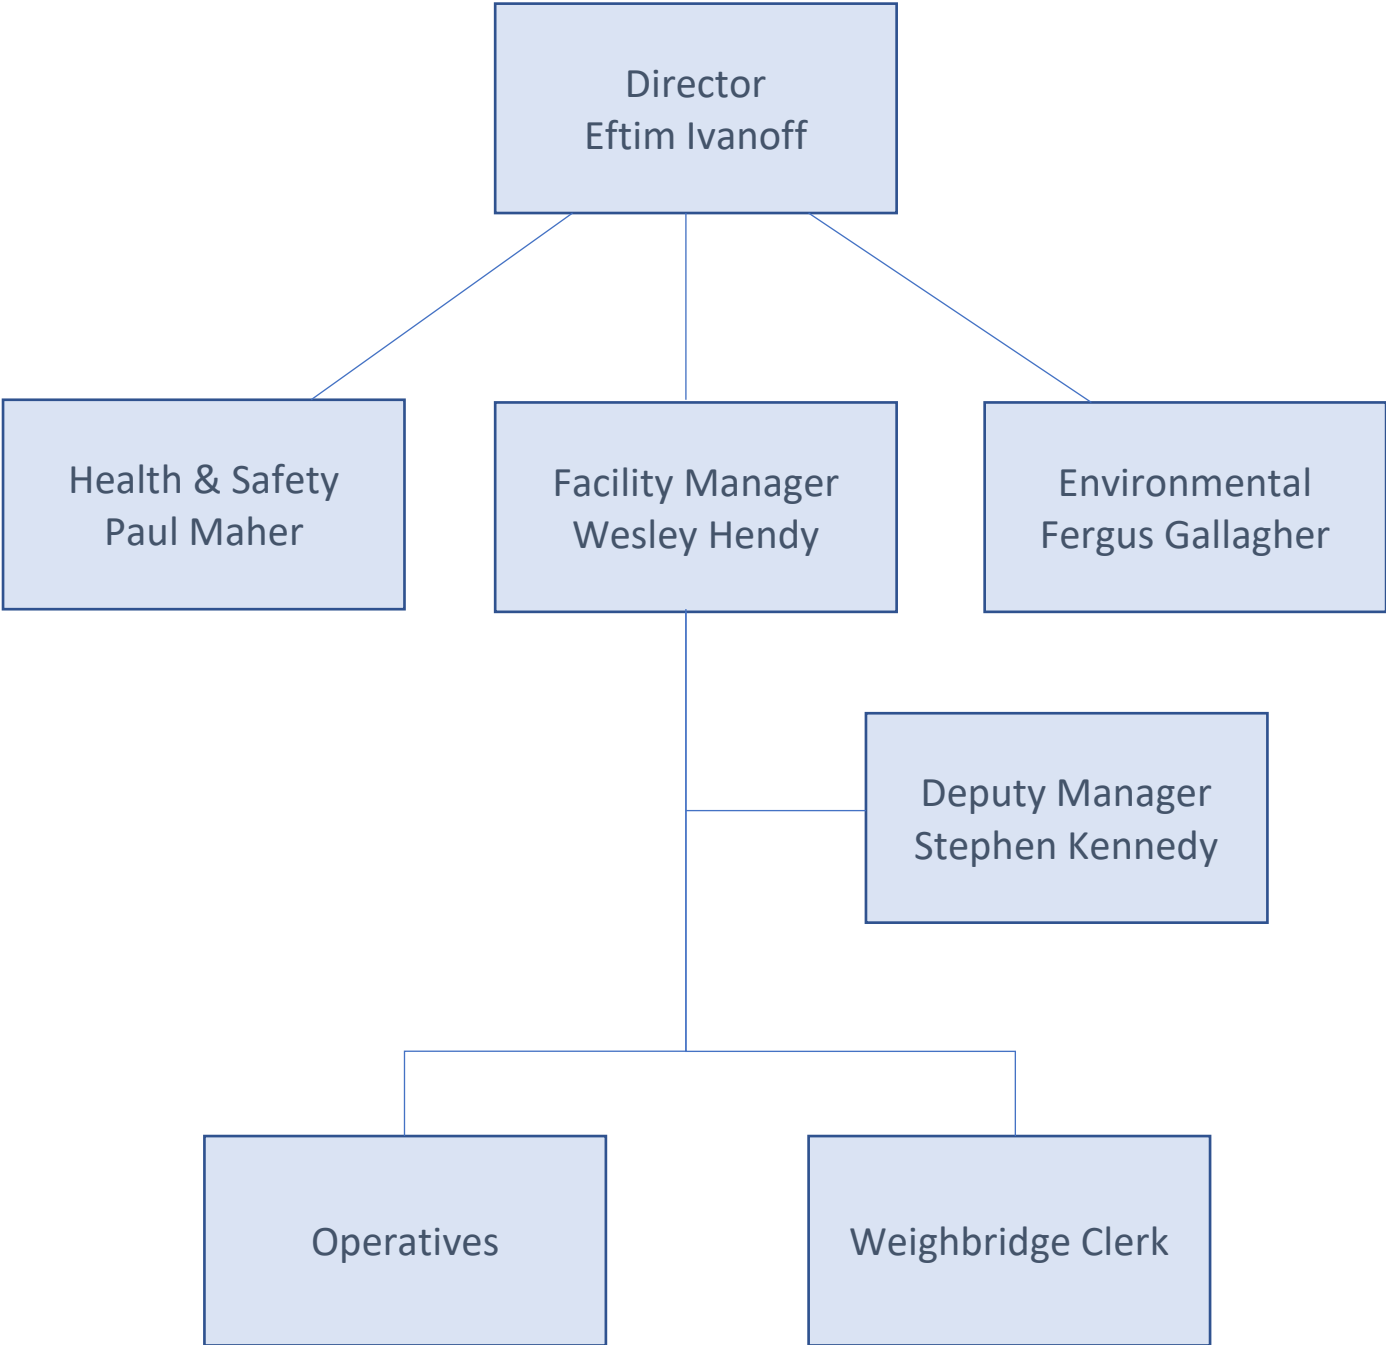 Director
Eftim Ivanoff
Health & Safety
Paul Maher
Facility Manager
Wesley Hendy
Environmental
Fergus Gallagher
Deputy Manager
Stephen Kennedy
Operatives
Weighbridge Clerk